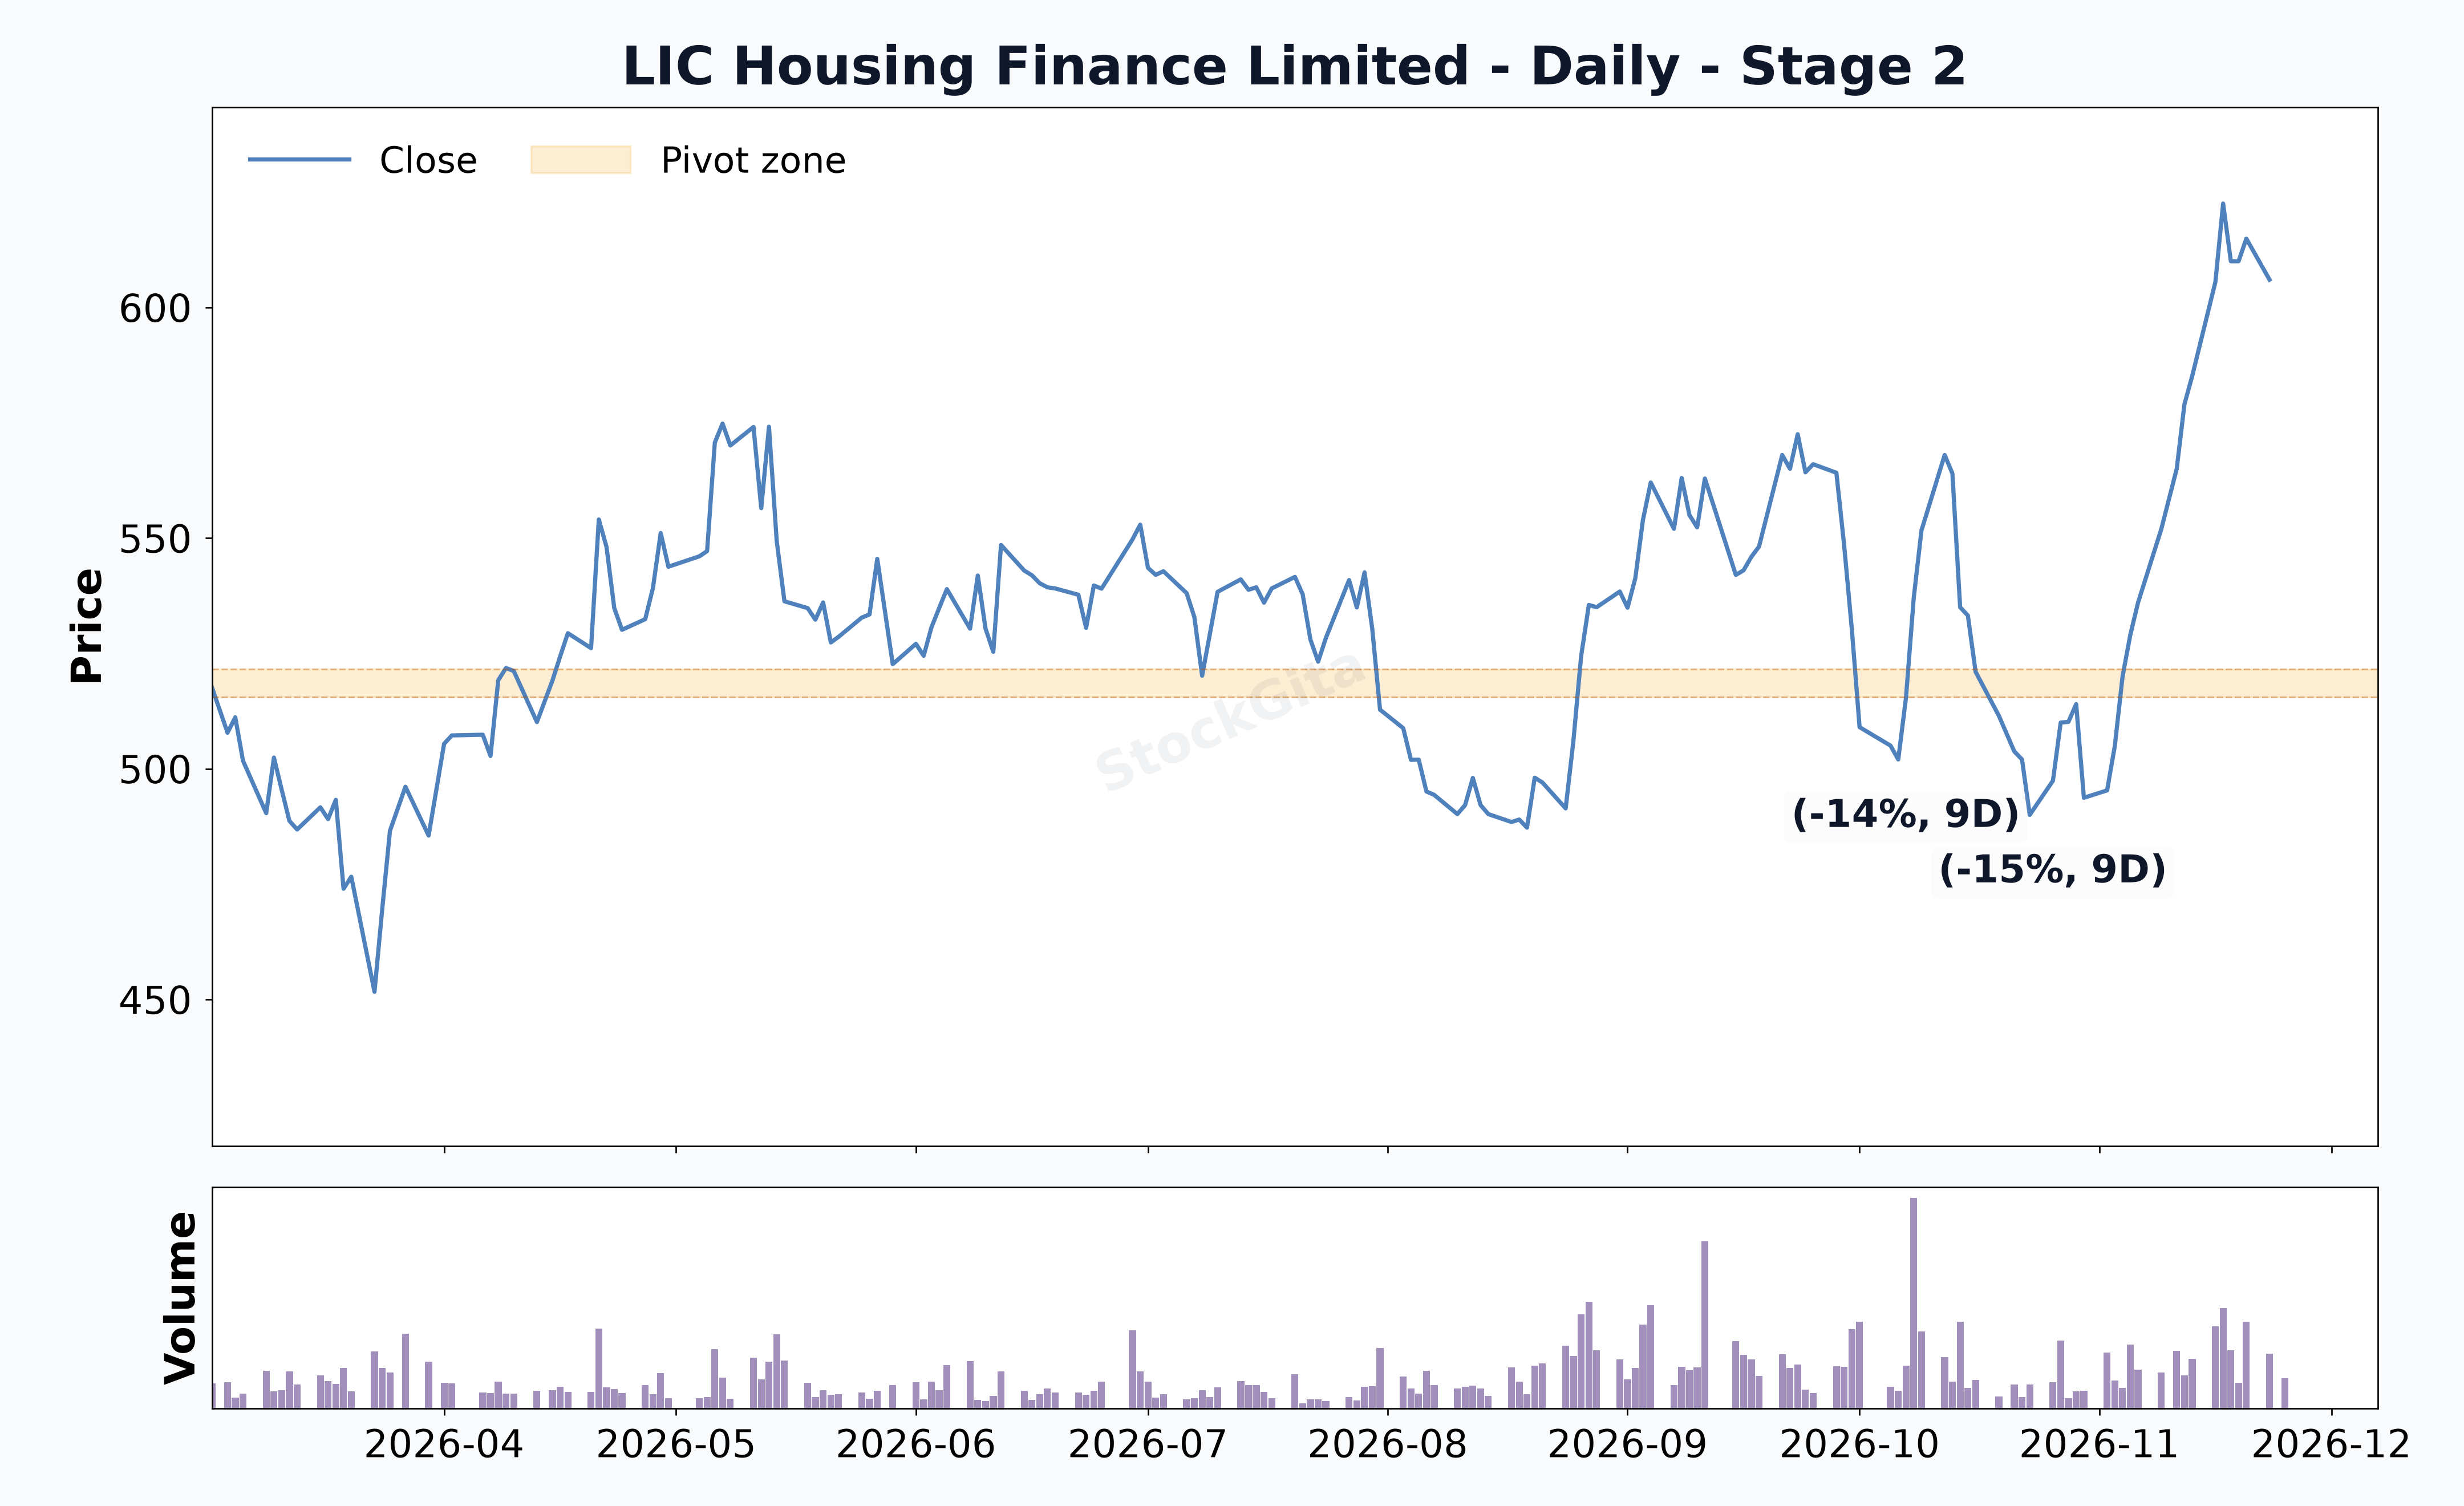 LIC Housing Finance Limited - Daily - Stage 2
Close
Pivot zone
Price
600
550
500
450
StockGita
(-14%, 9D)
(-15%, 9D)
Volume
2026-04
2026-05
2026-06
2026-07
2026-08
2026-09
2026-10
2026-11
2026-12